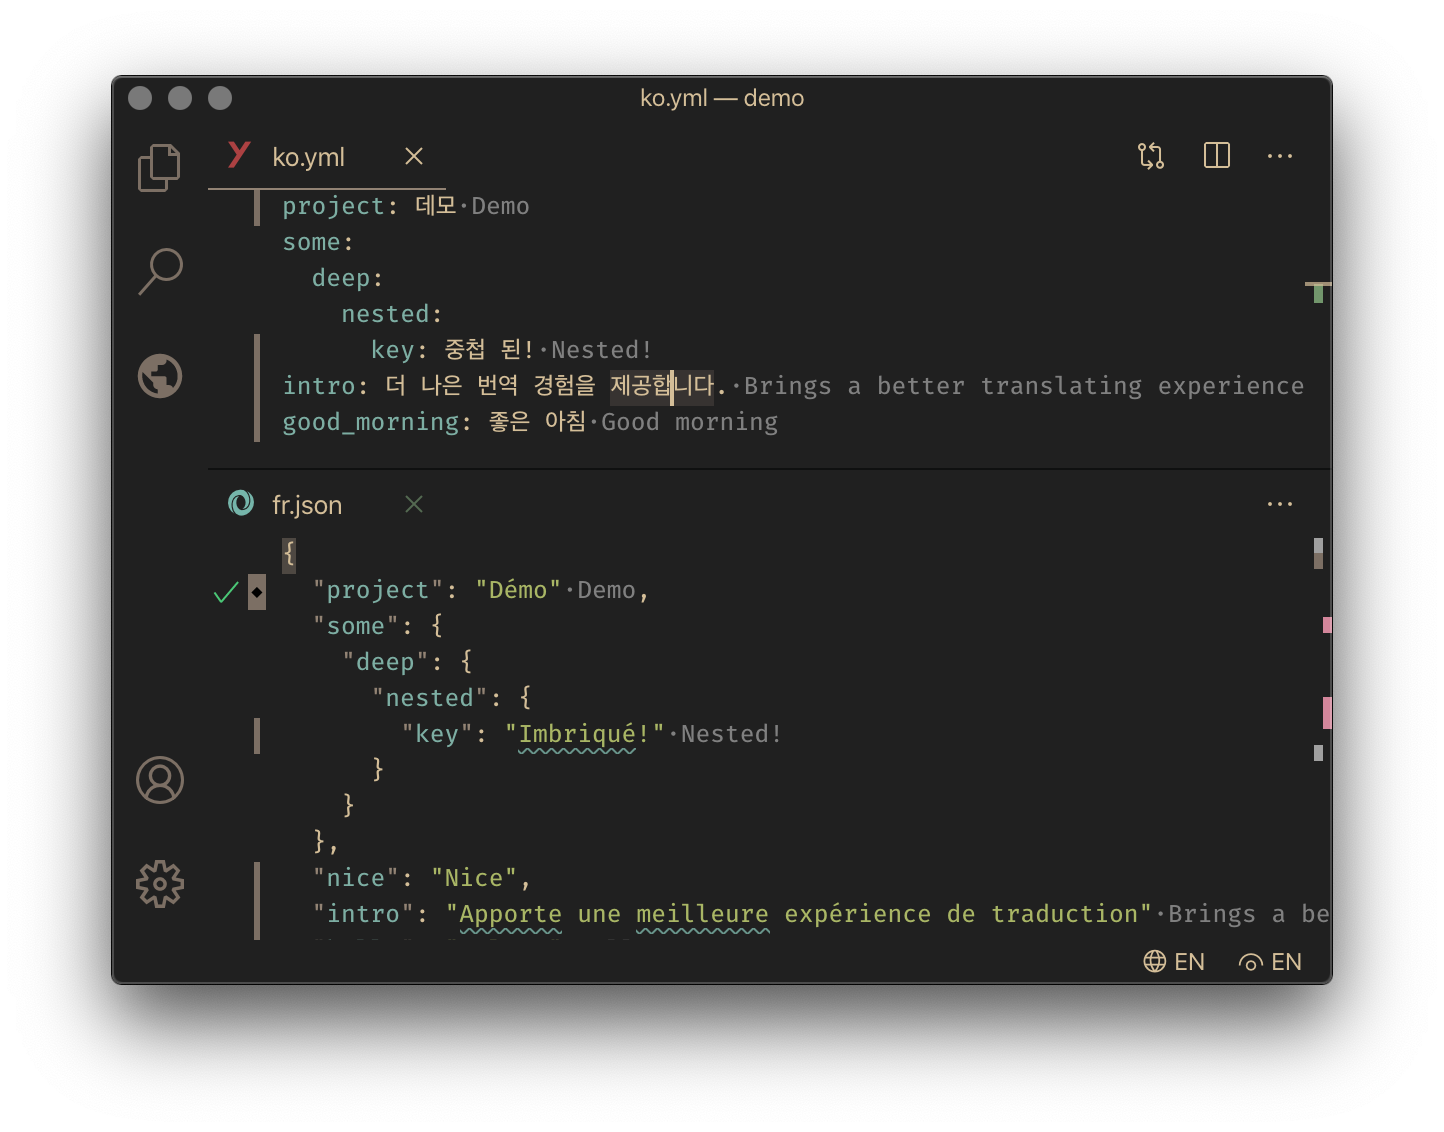 ko.yml — demo
ko.yml
project: 데모·Demo
some:
deep:
nested:
key: 중첩 된!·Nested!
intro: 더 나은 번역 경험을 제공합니다.·Brings a better translating experience
good_morning: 좋은 아침·Good morning
fr.json
{
"project": "Démo"·Demo,
"some": {
"deep": {
"nested": {
"key": "Imbriqué!"·Nested!
}
}
},
"nice": "Nice",
"intro": "Apporte une meilleure expérience de traduction"·Brings a be
EN EN